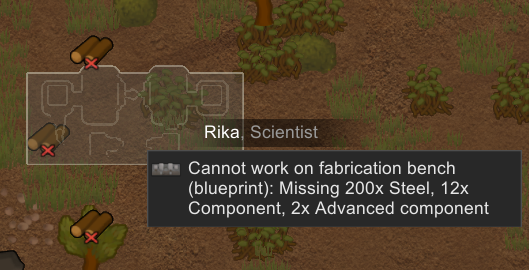 Rika, Scientist
Cannot work on fabrication bench
(blueprint): Missing 200x Steel, 12x
Component, 2x Advanced component